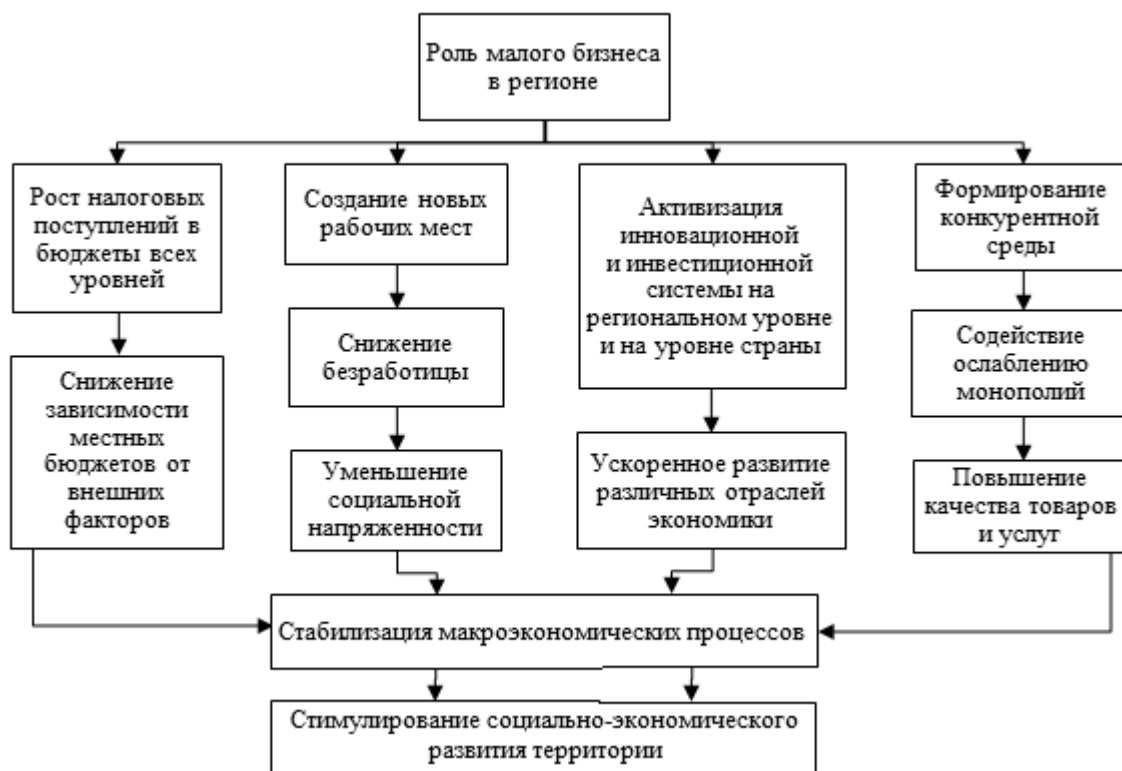 Роль малого бизнеса
в регионе
Рост налоговых
поступлений в
бюджеты всех
уровней
Создание новых
рабочих мест
Активизация
инновационной
и инвестиционной
системы на
региональном уровне
и на уровне страны
Формирование
конкурентной
среды
Снижение
зависимости
местных
бюджетов от
внешних
факторов
Снижение
безработицы
Уменьшение
социальной
напряженности
Ускоренное развитие
различных отраслей
экономики
Содействие
ослаблению
монополий
Повышение
качества товаров
и услуг
Стабилизация макроэкономических процессов
Стимулирование социально-экономического
развития территории